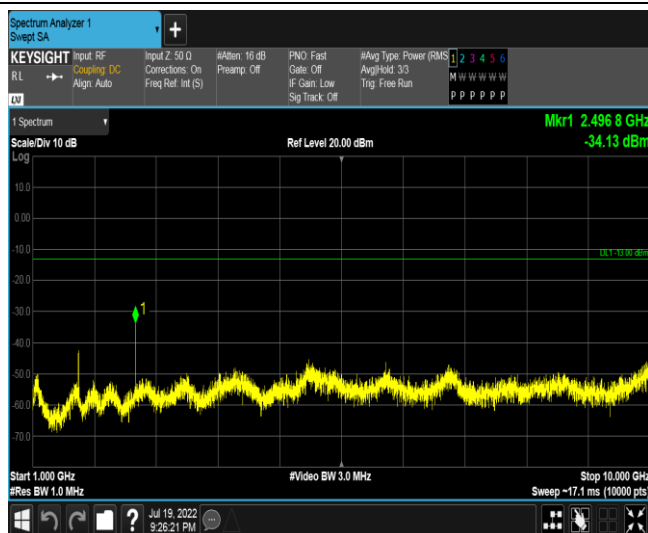 Spectrum Analyzer 1
Swept SA
+
KEYSIGHT
RL
LXI
Input: RF
Coupling: DC
Align: Auto
Input Z: 50 Ω
Corrections: On
Freq Ref: Int (S)
#Atten: 16 dB
Preamp: Off
PNO: Fast
Gate: Off
IF Gain: Low
Sig Track: Off
#Avg Type: Power (RMS
Avg|Hold: 3/3
Trig: Free Run
1 2 3 4 5 6
M W W W W W
P P P P P P
1 Spectrum
Mkr1 2.496 8 GHz
Scale/Div 10 dB
Ref Level 20.00 dBm
-34.13 dBm
Log
10.0
0.00
-10.0
DL1 -13.00 dBm
-20.0
-30.0
1
-40.0
-50.0
-60.0
-70.0
Start 1.000 GHz
#Video BW 3.0 MHz
Stop 10.000 GHz
#Res BW 1.0 MHz
Sweep ~17.1 ms (10000 pts)
?
Jul 19, 2022
9:26:21 PM